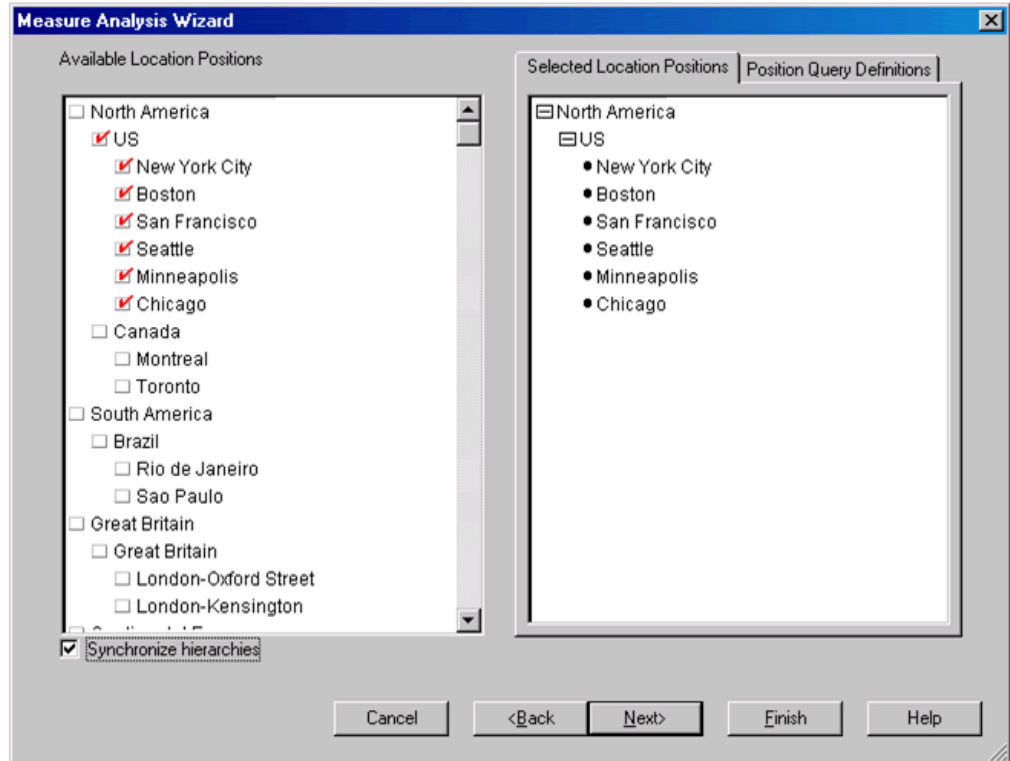 Measure Analysis Wizard
Available Location Positions
North America
US
New York City
Boston
San Francisco
Seattle
Minneapolis
Chicago
Canada
Montreal
Toronto
South America
Brazil
Rio de Janeiro
Sao Paulo
Great Britain
Great Britain
London-Oxford Street
London-Kensington
Synchronize hierarchies
Selected Location Positions
Position Query Definitions
North America
US
New York City
Boston
San Francisco
Seattle
Minneapolis
Chicago
Cancel
<Back
Next>
Finish
Help